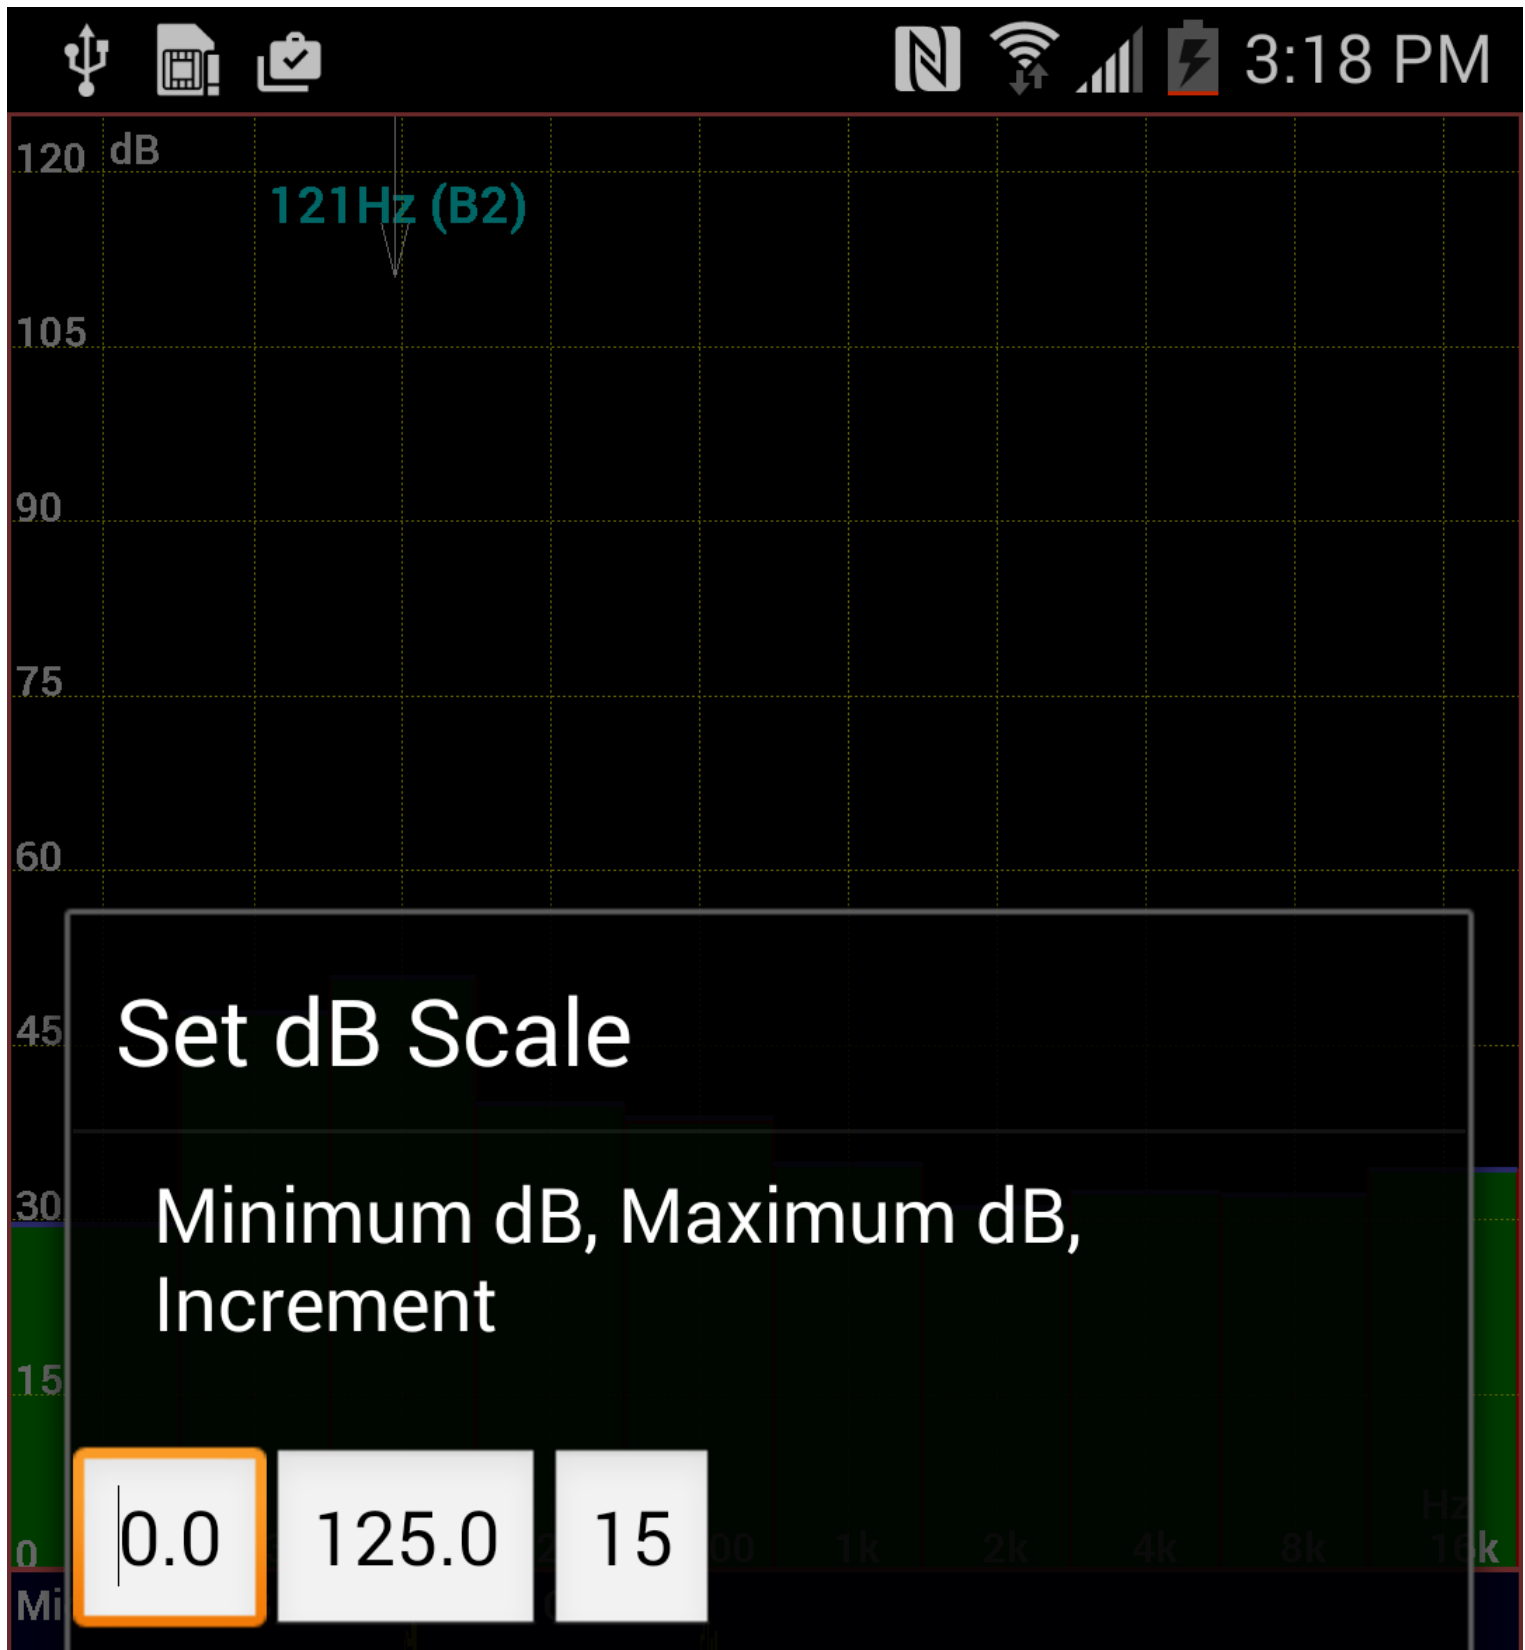 3:18 PM
120 dB
121Hz (B2)
105
90
75
60
45
Set dB Scale
30
Minimum dB, Maximum dB,
Increment
15
0.0 125.0 15
Hz
0 1k 2k 4k 8k 16k